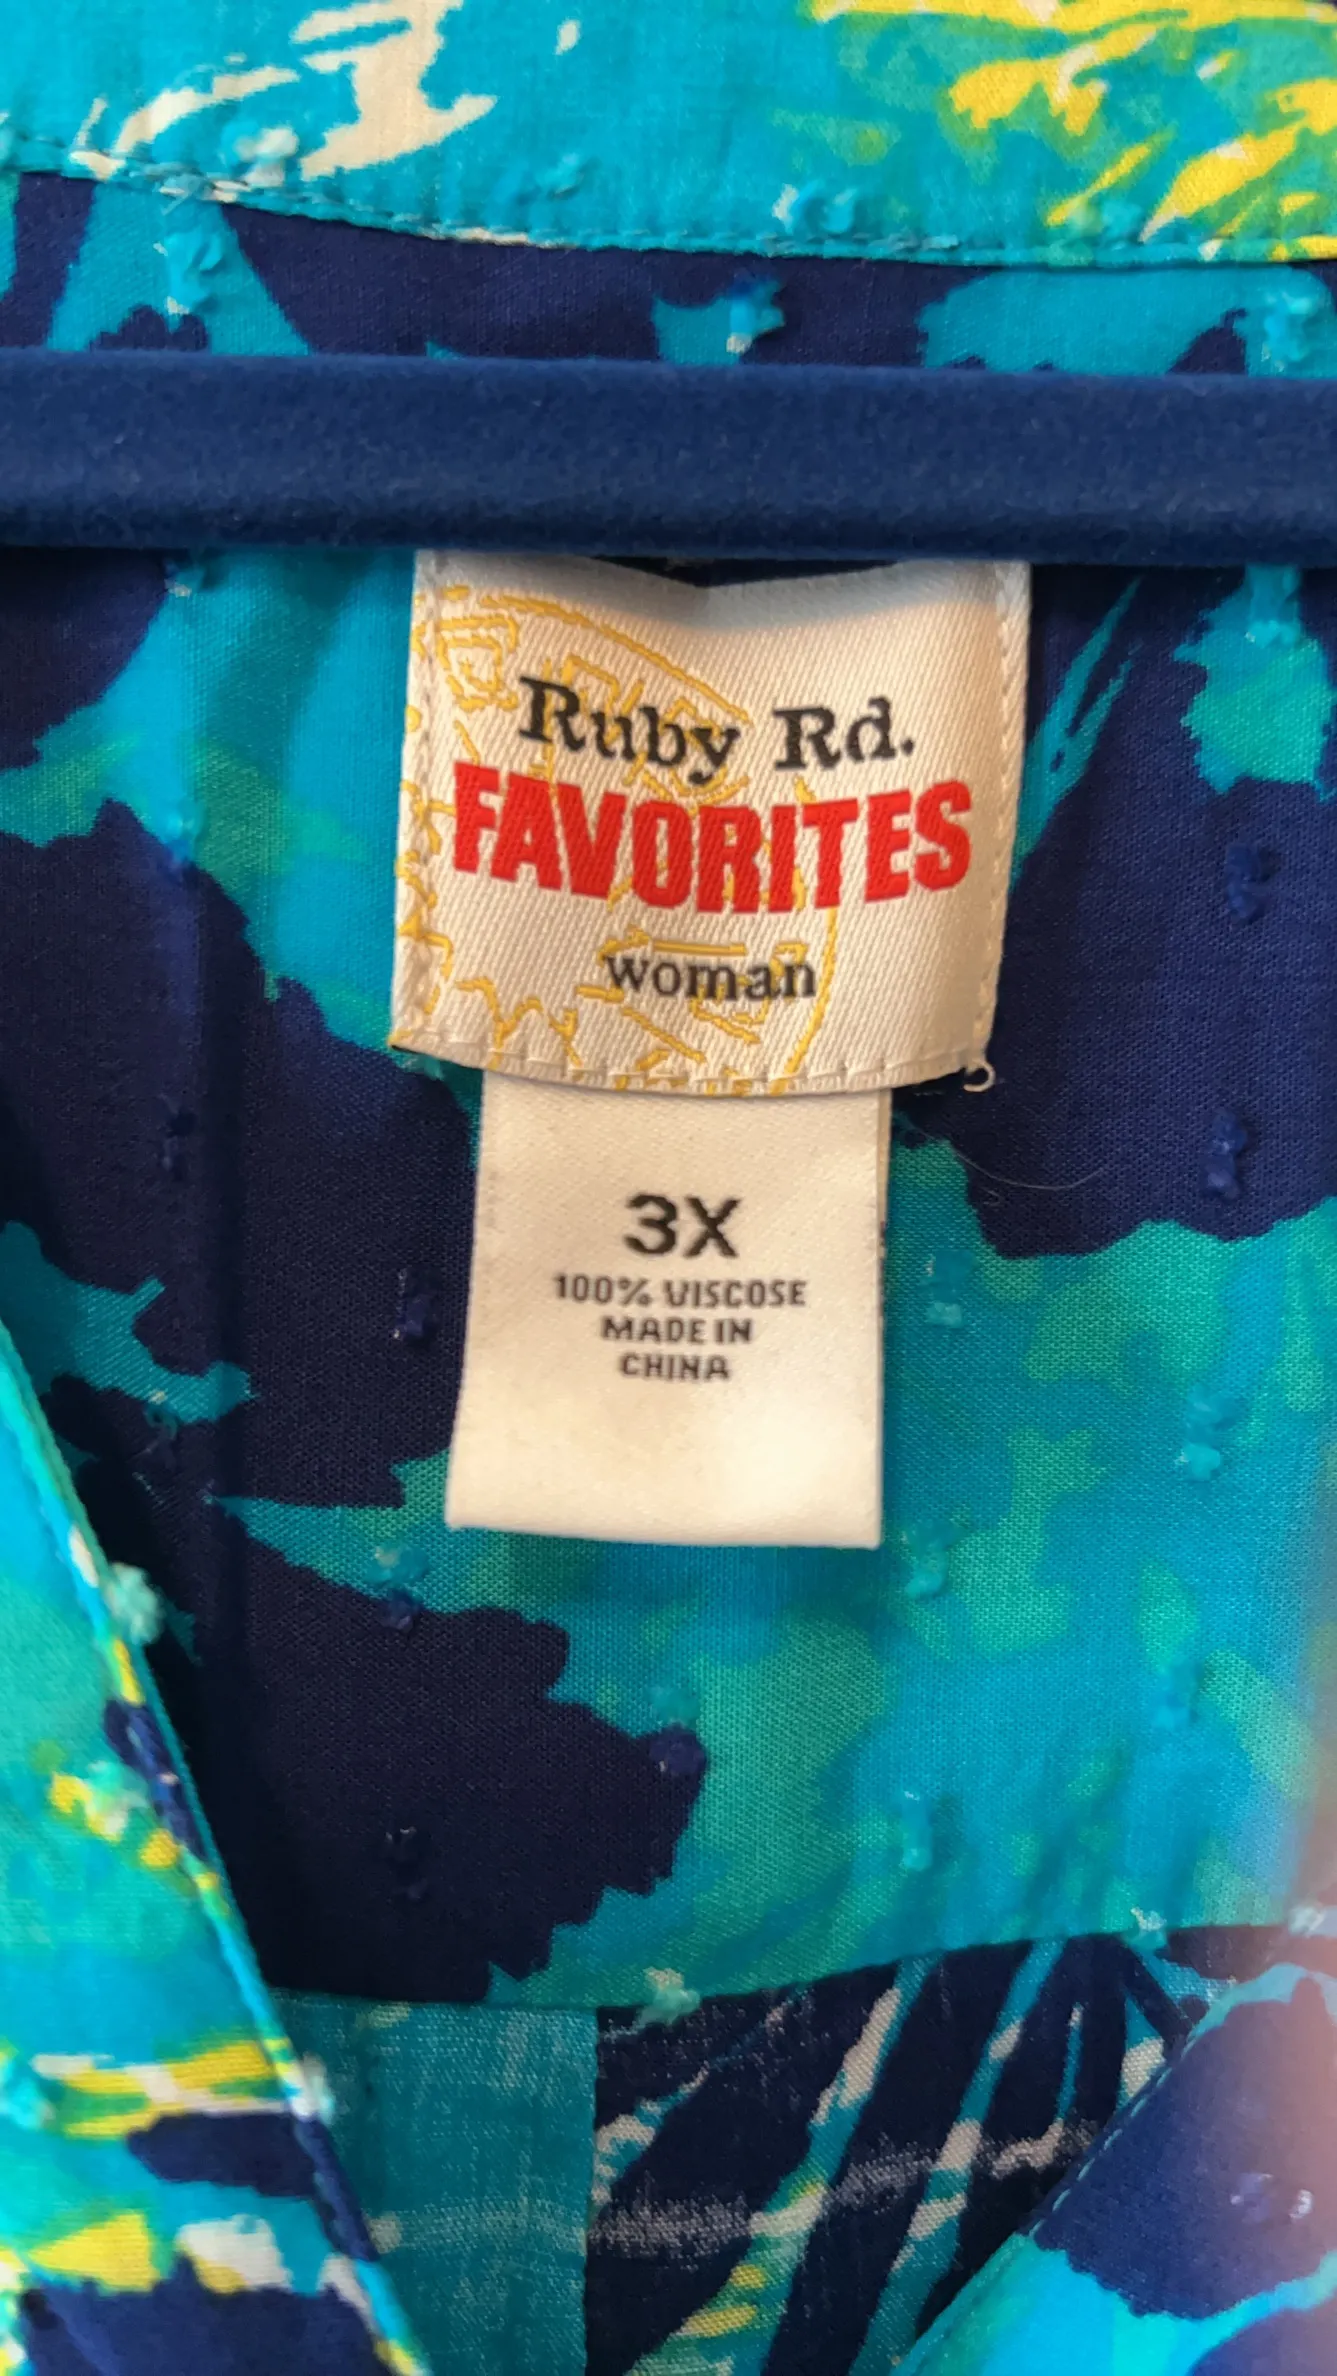 Ruby Rd.
FAVORITES
woman
3X
100% VISCOSE
MADE IN
CHINA